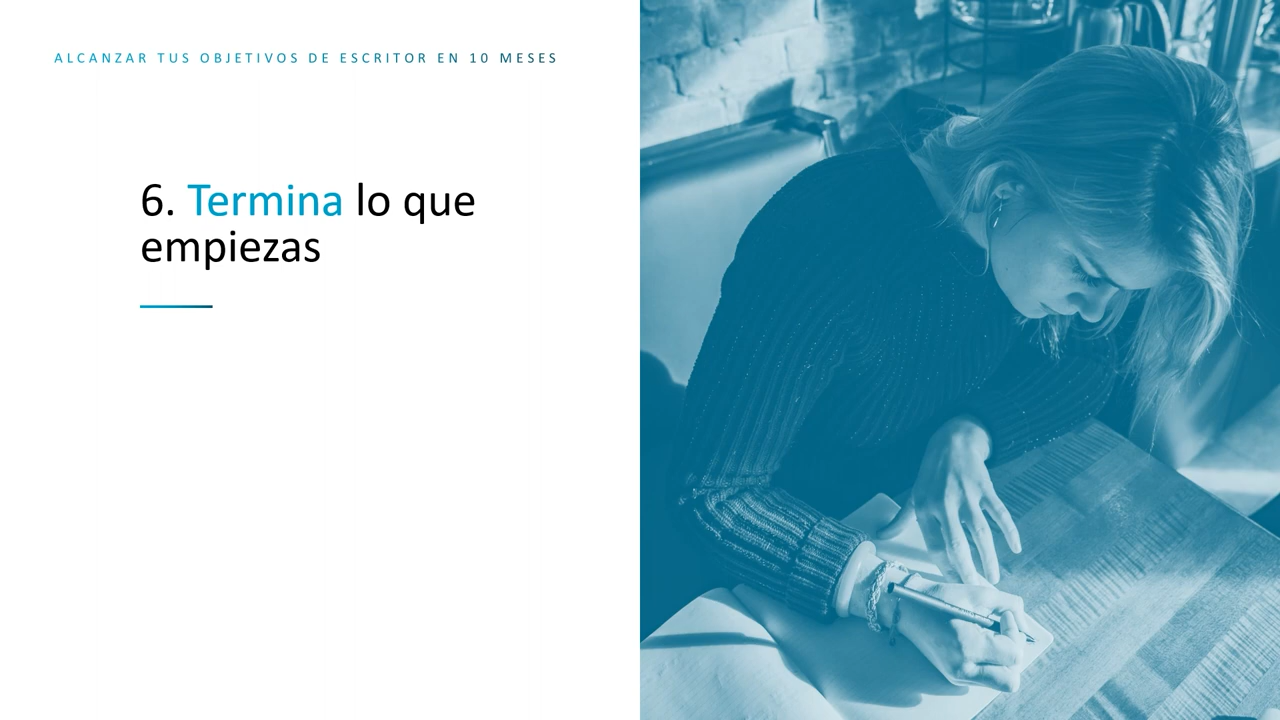 ALCANZAR TUS OBJETIVOS DE ESCRITOR EN 10 MESES
6. Termina lo que
empiezas